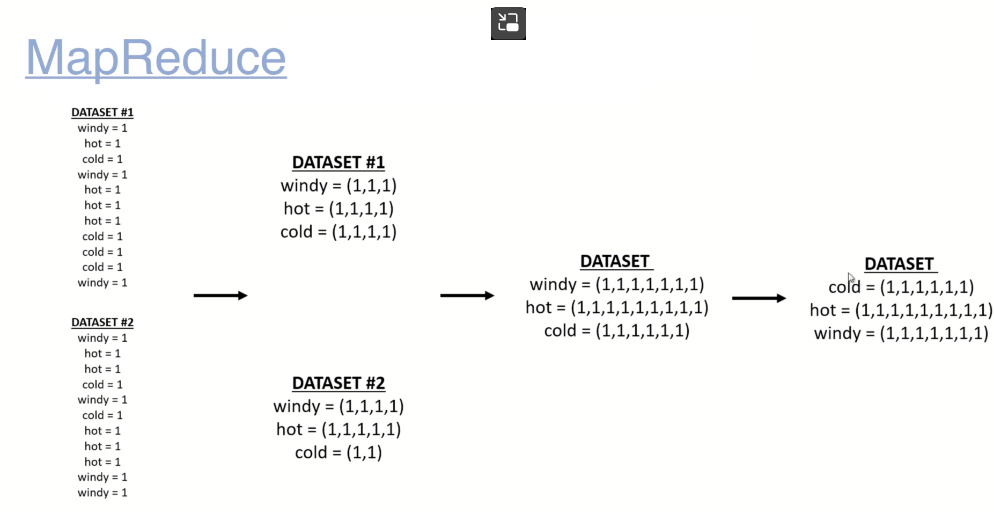 MapReduce
DATASET #1
windy = 1
hot = 1
cold = 1
windy = 1
hot = 1
hot = 1
hot = 1
cold = 1
cold = 1
cold = 1
windy = 1
DATASET #2
windy = 1
hot = 1
hot = 1
cold = 1
windy = 1
cold = 1
hot = 1
hot = 1
hot = 1
windy = 1
windy = 1
DATASET #1
windy = (1,1,1)
hot = (1,1,1,1)
cold = (1,1,1,1)
DATASET #2
windy = (1,1,1,1)
hot = (1,1,1,1,1)
cold = (1,1)
DATASET
windy = (1,1,1,1,1,1,1)
hot = (1,1,1,1,1,1,1,1,1)
cold = (1,1,1,1,1,1)
DATASET
cold = (1,1,1,1,1,1)
hot = (1,1,1,1,1,1,1,1,1)
windy = (1,1,1,1,1,1,1)